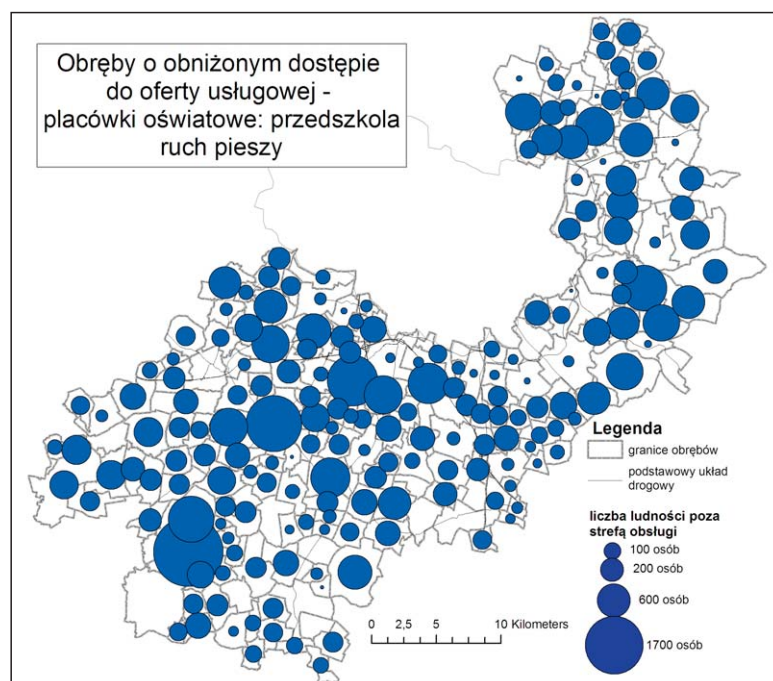 Obręby o obniżonym dostępie
do oferty usługowej -
placówki oświatowe: przedszkola
ruch pieszy
Legenda
granice obrębów
podstawowy układ
drogowy
liczba ludności poza
strefą obsługi
100 osób
200 osób
600 osób
1700 osób
0 2,5 5 10 Kilometers